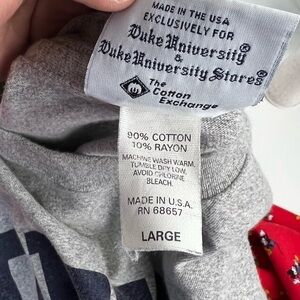 MADE IN THE USA
EXCLUSIVELY FOR
Duke University
&
Duke University Stores®
The
Cotton
Exchange
90% COTTON
10% RAYON
MACHINE WASH WARM,
TUMBLE DRY LOW,
AVOID CHLORINE
BLEACH.
MADE IN U.S.A.
RN 68657
LARGE